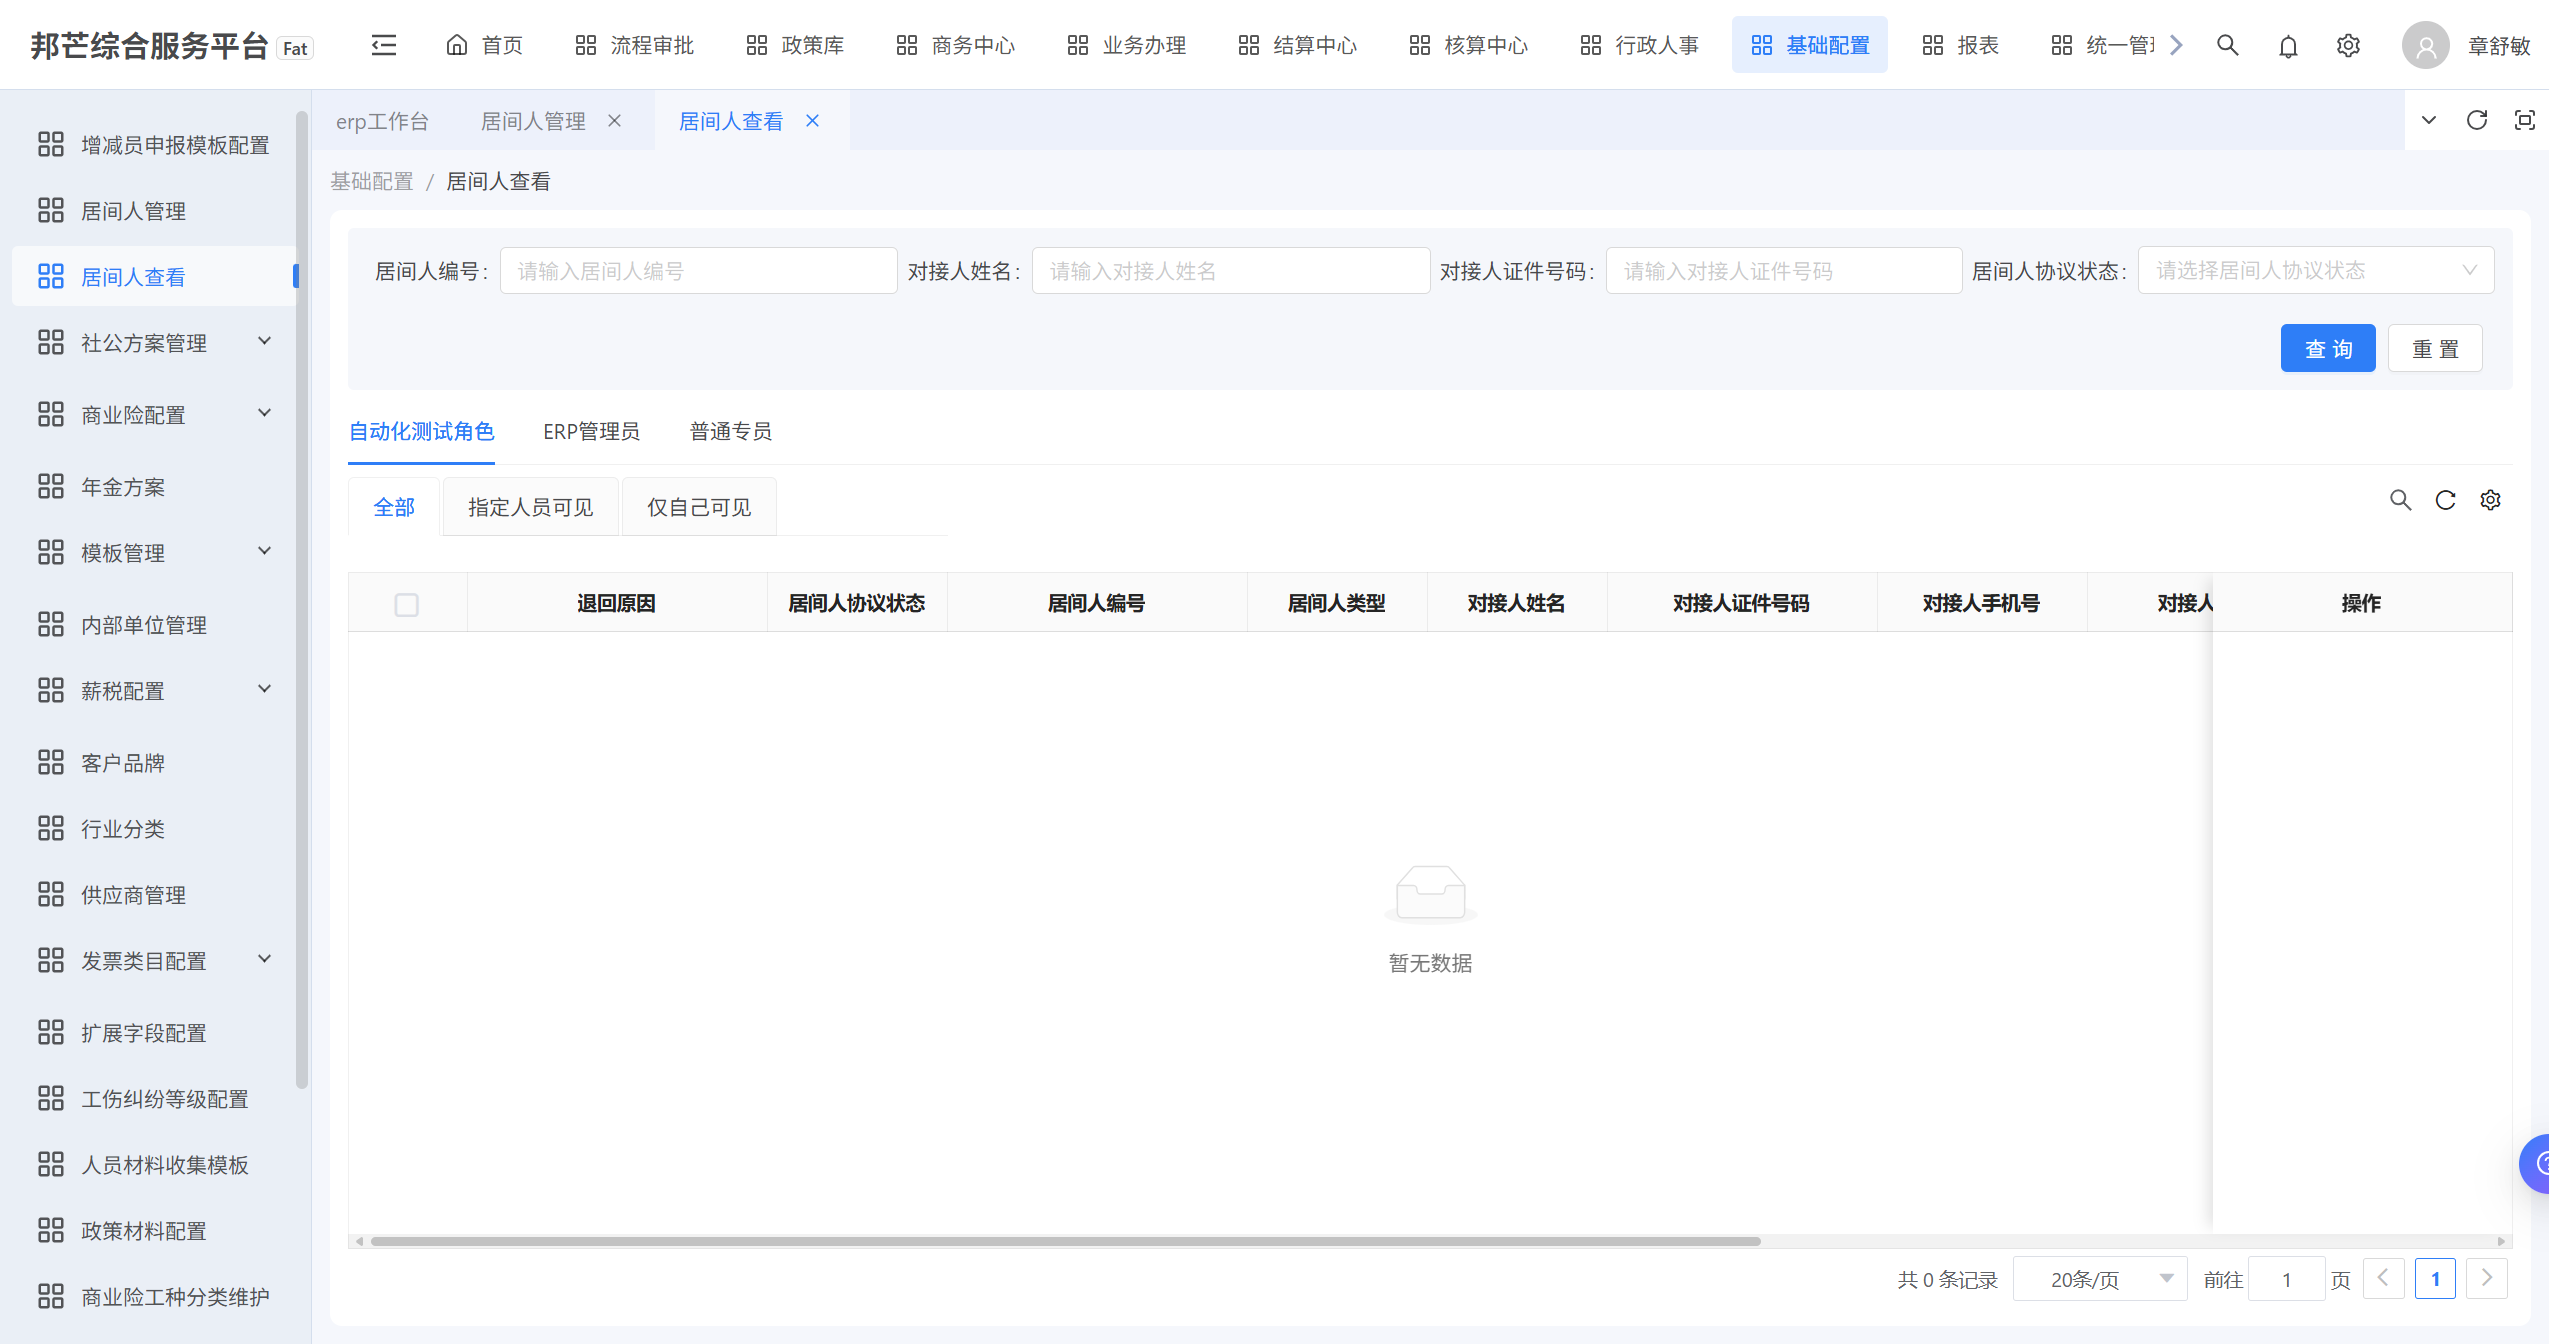 邦芒综合服务平台 Fat
首页 流程审批 政策库 商务中心 业务办理 结算中心 核算中心 行政人事 基础配置 报表 统一管 章舒敏
增减员申报模板配置
居间人管理
居间人查看
社公方案管理
商业险配置
年金方案
模板管理
内部单位管理
薪税配置
客户品牌
行业分类
供应商管理
发票类目配置
扩展字段配置
工伤纠纷等级配置
人员材料收集模板
政策材料配置
商业险工种分类维护
erp工作台 居间人管理 居间人查看
基础配置 / 居间人查看
居间人编号: 请输入居间人编号 对接人姓名: 请输入对接人姓名 对接人证件号码: 请输入对接人证件号码 居间人协议状态: 请选择居间人协议状态
查 询 重 置
自动化测试角色 ERP管理员 普通专员
全部 指定人员可见 仅自己可见
退回原因 居间人协议状态 居间人编号 居间人类型 对接人姓名 对接人证件号码 对接人手机号 对接人 操作
暂无数据
共 0 条记录 20条/页 前往 1 页 1